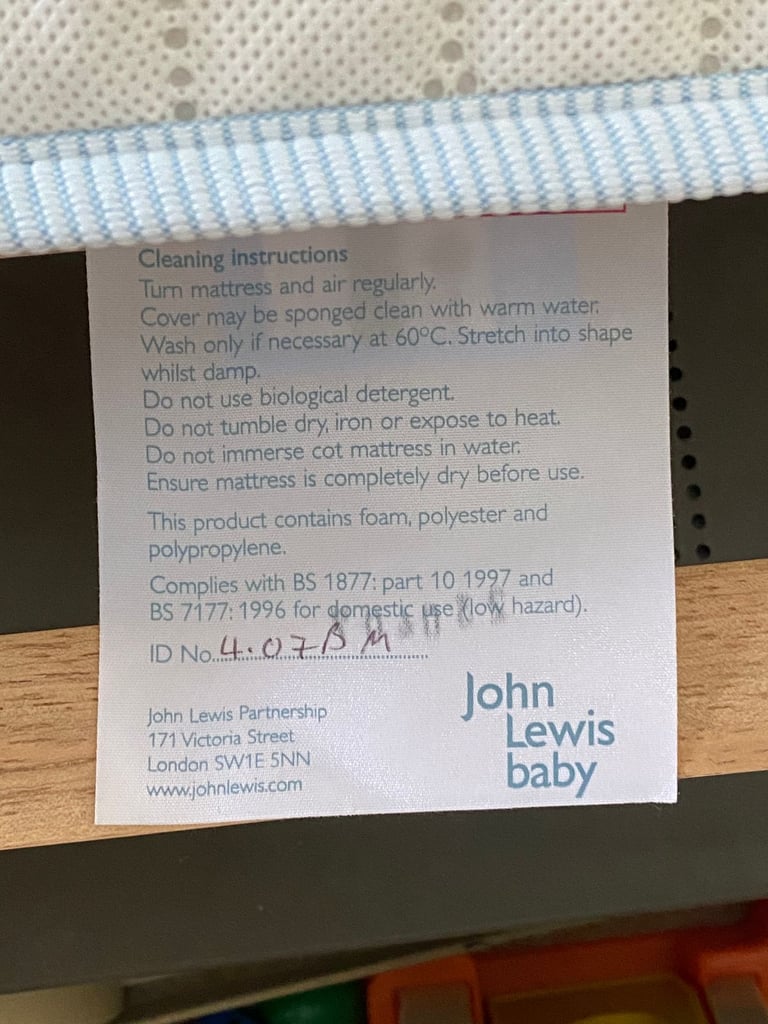 Cleaning instructions
Turn mattress and air regularly.
Cover may be sponged clean with warm water.
Wash only if necessary at 60°C. Stretch into shape
whilst damp.
Do not use biological detergent.
Do not tumble dry, iron or expose to heat.
Do not immerse cot mattress in water.
Ensure mattress is completely dry before use.
This product contains foam, polyester and
polypropylene.
Complies with BS 1877: part 10 1997 and
BS 7177: 1996 for domestic use (low hazard).
ID No. 4.07BM
John Lewis Partnership
171 Victoria Street
London SW1E 5NN
www.johnlewis.com
John
Lewis
baby